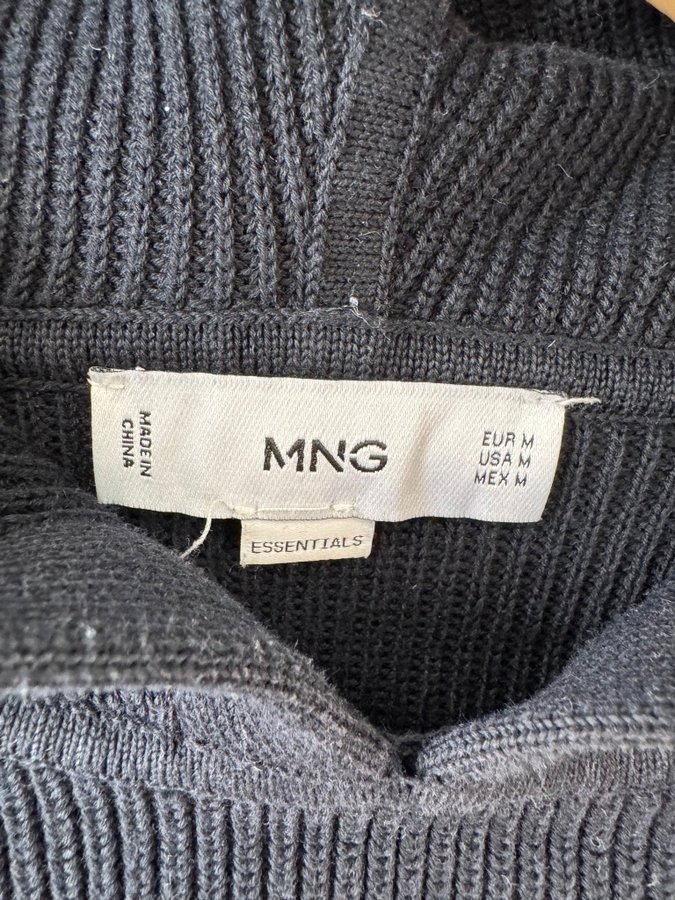 MADE IN
CHINA
MNG
EUR M
USA M
MEX M
ESSENTIALS